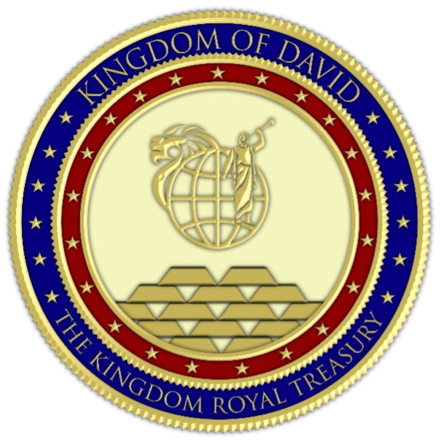 KINGDOM OF DAVID
THE KINGDOM ROYAL TREASURY